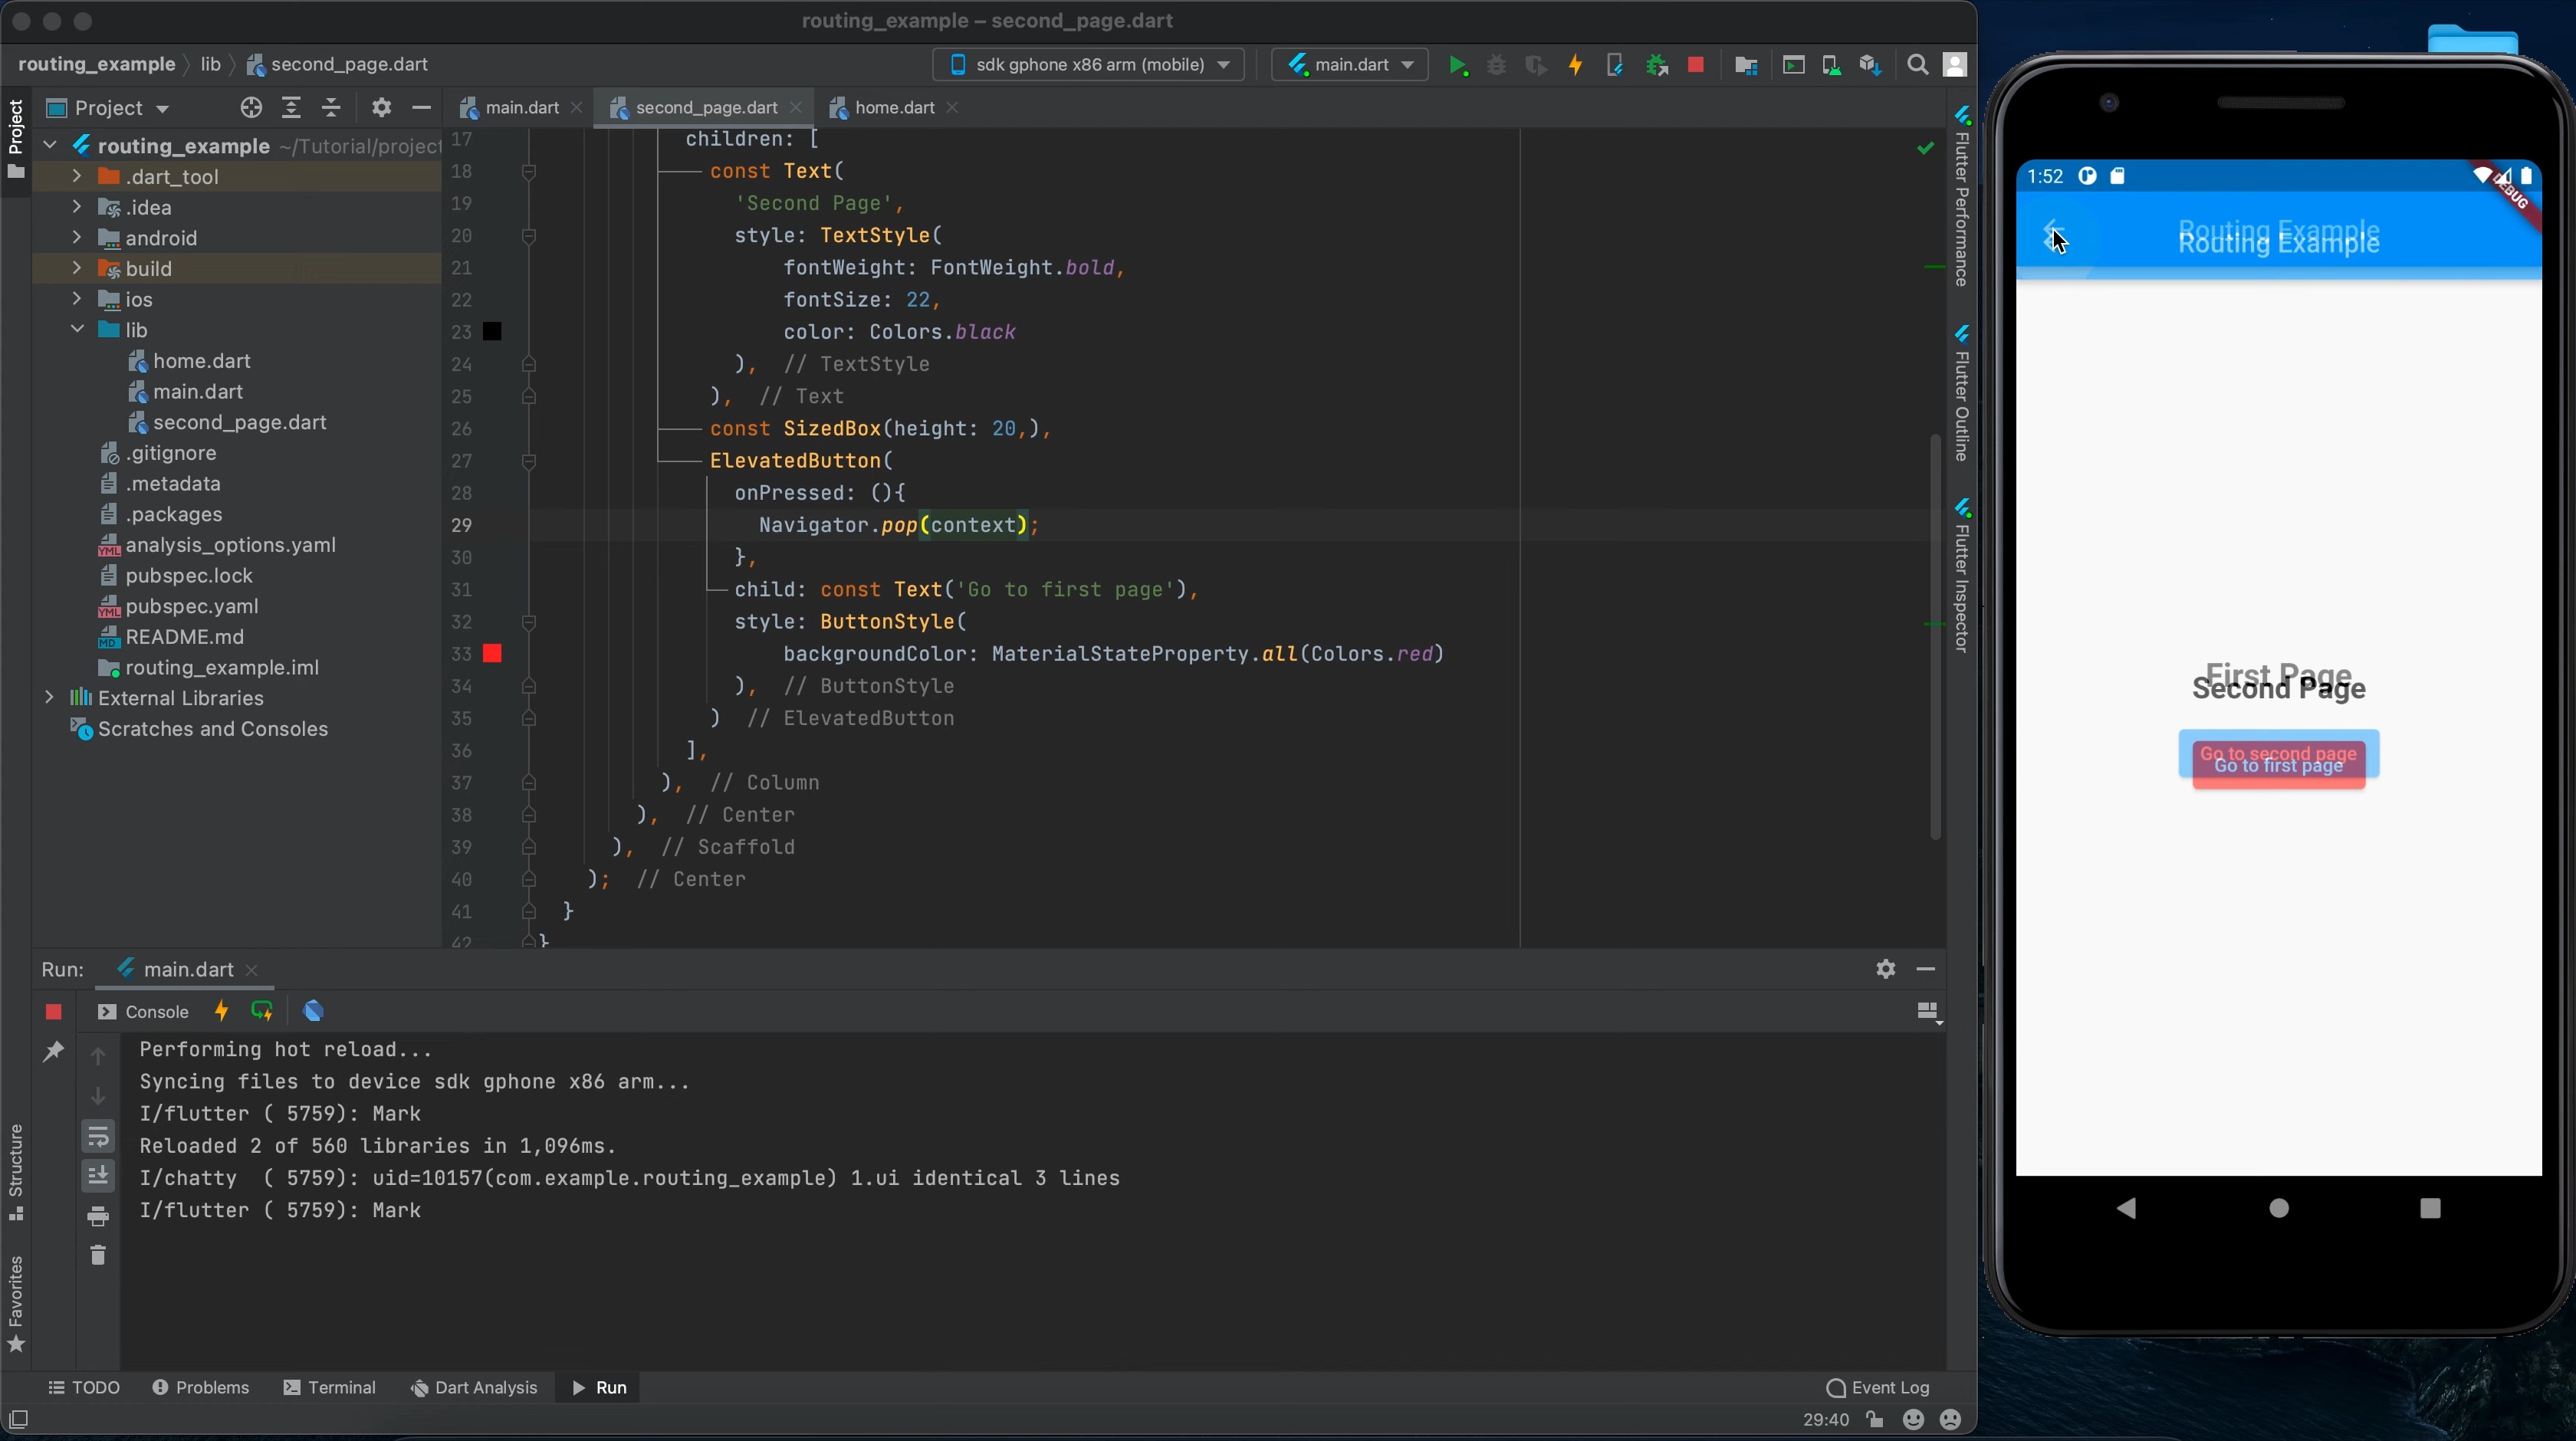 routing_example – second_page.dart
routing_example lib second_page.dart
sdk gphone x86 arm (mobile) main.dart
Project
main.dart second_page.dart home.dart
Project
routing_example ~/Tutorial/project
.dart_tool
.idea
android
build
ios
lib
home.dart
main.dart
second_page.dart
.gitignore
.metadata
.packages
analysis_options.yaml
pubspec.lock
pubspec.yaml
README.md
routing_example.iml
External Libraries
Scratches and Consoles
17 children: [
18 const Text(
19 'Second Page',
20 style: TextStyle(
21 fontWeight: FontWeight.bold,
22 fontSize: 22,
23 color: Colors.black
24 ), // TextStyle
25 ), // Text
26 const SizedBox(height: 20,),
27 ElevatedButton(
28 onPressed: (){
29 Navigator.pop(context);
30 },
31 child: const Text('Go to first page'),
32 style: ButtonStyle(
33 backgroundColor: MaterialStateProperty.all(Colors.red)
34 ), // ButtonStyle
35 ) // ElevatedButton
36 ],
37 ), // Column
38 ), // Center
39 ), // Scaffold
40 ); // Center
41 }
42 }
Flutter Performance
Flutter Outline
Flutter Inspector
Run: main.dart
Console
Performing hot reload...
Syncing files to device sdk gphone x86 arm...
I/flutter ( 5759): Mark
Reloaded 2 of 560 libraries in 1,096ms.
I/chatty  ( 5759): uid=10157(com.example.routing_example) 1.ui identical 3 lines
I/flutter ( 5759): Mark
Structure
Favorites
TODO Problems Terminal Dart Analysis Run Event Log
29:40
1:52
DEBUG
Routing Example
Routing Example
First Page
Second Page
Go to second page
Go to first page
YML
YML
MD